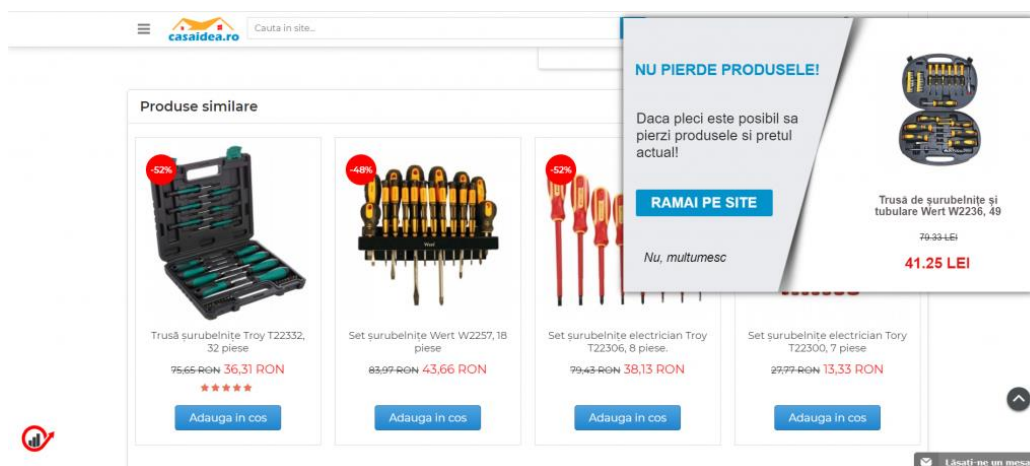 casaidea.ro
Cauta in site...
NU PIERDE PRODUSELE!
Daca pleci este posibil sa
pierzi produsele si pretul
actual!
RAMAI PE SITE
Nu, multumesc
Trusă de șurubelnițe și
tubulare Wert W2236, 49
79.33 LEI
41.25 LEI
Produse similare
-52%
-48%
-52%
Wert
Trusă șurubelnițe Troy T22332,
32 piese
75,65 RON 36,31 RON
Adauga in cos
Set șurubelnițe Wert W2257, 18
piese
83,97 RON 43,66 RON
Adauga in cos
Set șurubelnițe electrician Troy
T22306, 8 piese.
79,43 RON 38,13 RON
Adauga in cos
Set șurubelnițe electrician Tory
T22300, 7 piese
27,77 RON 13,33 RON
Adauga in cos
Lăsați-ne un mesa